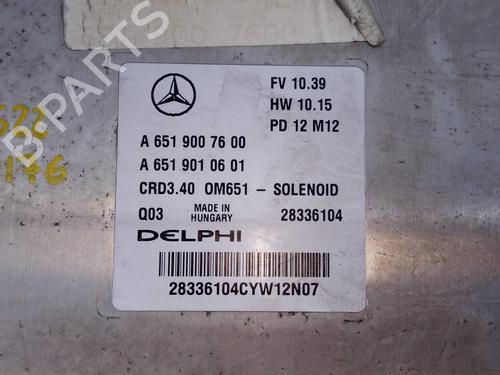 B-PARTS
FV 10.39
HW 10.15
PD 12 M12
A 651 900 76 00
A 651 901 06 01
CRD3.40 OM651 - SOLENOID
Q03 MADE IN HUNGARY 28336104
DELPHI
28336104CYW12N07